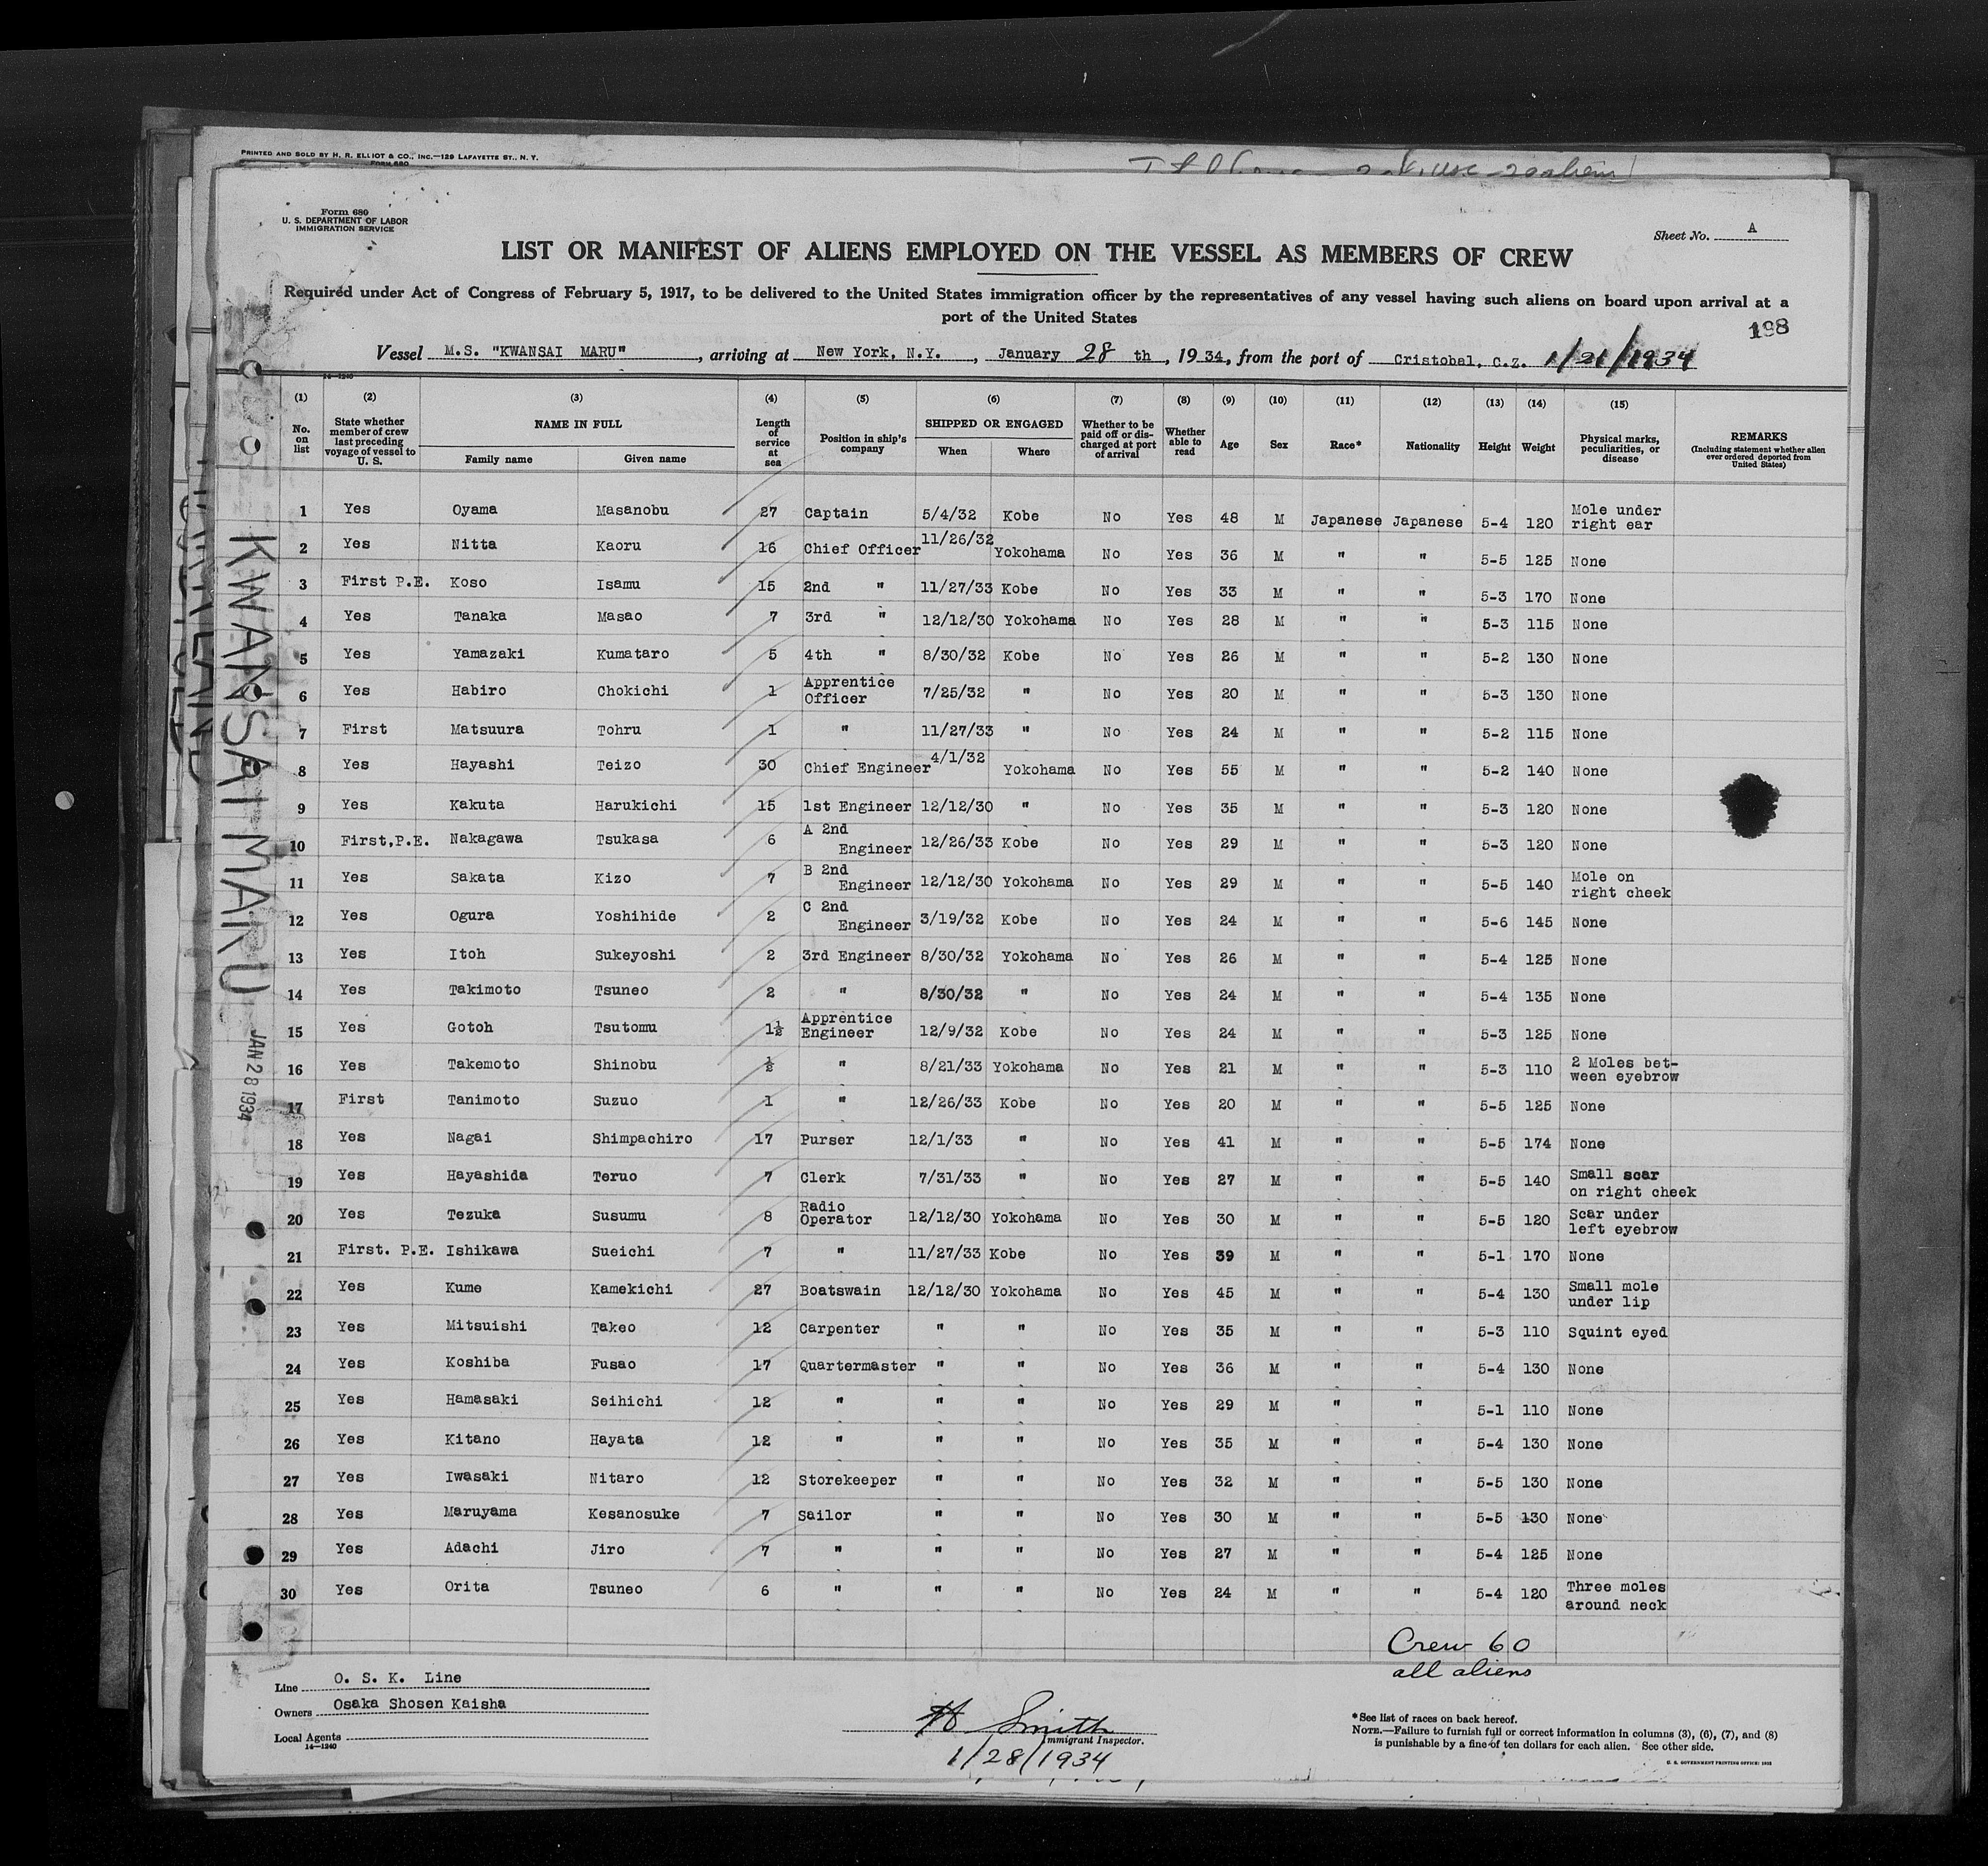 PRINTED AND SOLD BY H. R. ELLIOT & CO., INC.—129 LAFAYETTE ST., N. Y.
FORM 680
Form 680
U. S. DEPARTMENT OF LABOR
IMMIGRATION SERVICE
Sheet No. A
LIST OR MANIFEST OF ALIENS EMPLOYED ON THE VESSEL AS MEMBERS OF CREW
Required under Act of Congress of February 5, 1917, to be delivered to the United States immigration officer by the representatives of any vessel having such aliens on board upon arrival at a
port of the United States
198
Vessel M.S. "KWANSAI MARU", arriving at New York, N.Y., January 28 th, 1934, from the port of Cristobal, C.Z. 1/21/1934
14—1240
(1) (2) (3) (4) (5) (6) (7) (8) (9) (10) (11) (12) (13) (14) (15)
No. on list | State whether member of crew last preceding voyage of vessel to U. S. | NAME IN FULL | Family name | Given name | Length of service at sea | Position in ship's company | SHIPPED OR ENGAGED | When | Where | Whether to be paid off or discharged at port of arrival | Whether able to read | Age | Sex | Race* | Nationality | Height | Weight | Physical marks, peculiarities, or disease | REMARKS (Including statement whether alien ever ordered deported from United States)
1 Yes Oyama Masanobu 27 Captain 5/4/32 Kobe No Yes 48 M Japanese Japanese 5-4 120 Mole under right ear
2 Yes Nitta Kaoru 16 Chief Officer 11/26/32 Yokohama No Yes 36 M " " 5-5 125 None
3 First P.E. Koso Isamu 15 2nd " 11/27/33 Kobe No Yes 33 M " " 5-3 170 None
4 Yes Tanaka Masao 7 3rd " 12/12/30 Yokohama No Yes 28 M " " 5-3 115 None
5 Yes Yamazaki Kumataro 5 4th " 8/30/32 Kobe No Yes 26 M " " 5-2 130 None
6 Yes Habiro Chokichi 1 Apprentice Officer 7/25/32 " No Yes 20 M " " 5-3 130 None
7 First Matsuura Tohru 1 " 11/27/33 " No Yes 24 M " " 5-2 115 None
8 Yes Hayashi Teizo 30 Chief Engineer 4/1/32 Yokohama No Yes 55 M " " 5-2 140 None
9 Yes Kakuta Harukichi 15 1st Engineer 12/12/30 " No Yes 35 M " " 5-3 120 None
10 First,P.E. Nakagawa Tsukasa 6 A 2nd Engineer 12/26/33 Kobe No Yes 29 M " " 5-3 120 None
11 Yes Sakata Kizo 7 B 2nd Engineer 12/12/30 Yokohama No Yes 29 M " " 5-5 140 Mole on right cheek
12 Yes Ogura Yoshihide 2 C 2nd Engineer 3/19/32 Kobe No Yes 24 M " " 5-6 145 None
13 Yes Itoh Sukeyoshi 2 3rd Engineer 8/30/32 Yokohama No Yes 26 M " " 5-4 125 None
14 Yes Takimoto Tsuneo 2 " 8/30/32 " No Yes 24 M " " 5-4 135 None
15 Yes Gotoh Tsutomu 1½ Apprentice Engineer 12/9/32 Kobe No Yes 24 M " " 5-3 125 None
16 Yes Takemoto Shinobu ½ " 8/21/33 Yokohama No Yes 21 M " " 5-3 110 2 Moles between eyebrow
17 First Tanimoto Suzuo 1 " 12/26/33 Kobe No Yes 20 M " " 5-5 125 None
18 Yes Nagai Shimpachiro 17 Purser 12/1/33 " No Yes 41 M " " 5-5 174 None
19 Yes Hayashida Teruo 7 Clerk 7/31/33 " No Yes 27 M " " 5-5 140 Small scar on right cheek
20 Yes Tezuka Susumu 8 Radio Operator 12/12/30 Yokohama No Yes 30 M " " 5-5 120 Scar under left eyebrow
21 First. P.E. Ishikawa Sueichi 7 " 11/27/33 Kobe No Yes 39 M " " 5-1 170 None
22 Yes Kume Kamekichi 27 Boatswain 12/12/30 Yokohama No Yes 45 M " " 5-4 130 Small mole under lip
23 Yes Mitsuishi Takeo 12 Carpenter " " No Yes 35 M " " 5-3 110 Squint eyed
24 Yes Koshiba Fusao 17 Quartermaster " " No Yes 36 M " " 5-4 130 None
25 Yes Hamasaki Seihichi 12 " " " No Yes 29 M " " 5-1 110 None
26 Yes Kitano Hayata 12 " " " No Yes 35 M " " 5-4 130 None
27 Yes Iwasaki Nitaro 12 Storekeeper " " No Yes 32 M " " 5-5 130 None
28 Yes Maruyama Kesanosuke 7 Sailor " " No Yes 30 M " " 5-5 130 None
29 Yes Adachi Jiro 7 " " " No Yes 27 M " " 5-4 125 None
30 Yes Orita Tsuneo 6 " " " No Yes 24 M " " 5-4 120 Three moles around neck
KWANSAI MARU
JAN 28 1934
Crew 60
all aliens
Line O. S. K. Line
Owners Osaka Shosen Kaisha
Local Agents
14—1240
H Smith
Immigrant Inspector.
1/28/1934
*See list of races on back hereof.
NOTE.—Failure to furnish full or correct information in columns (3), (6), (7), and (8)
is punishable by a fine of ten dollars for each alien. See other side.
U. S. GOVERNMENT PRINTING OFFICE: 1932